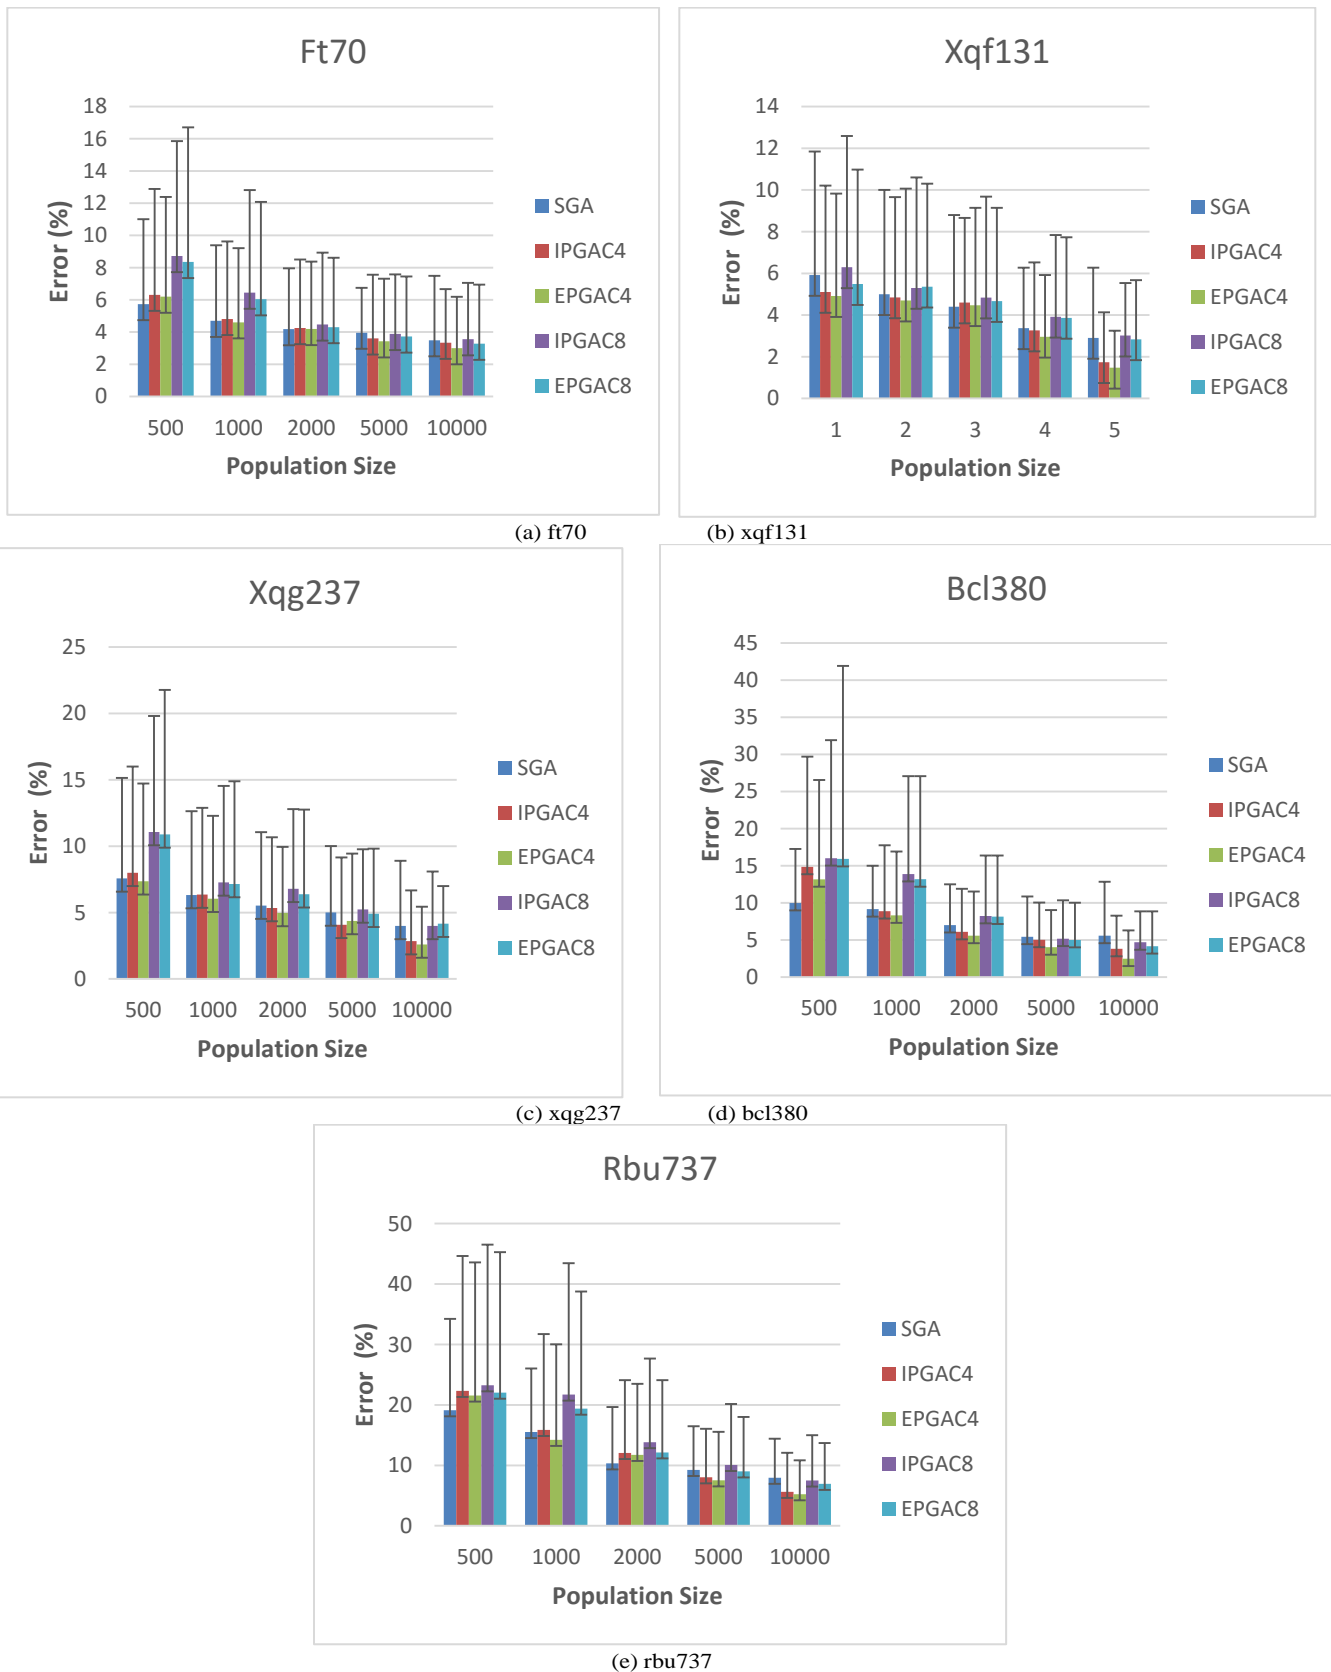 Ft70
18
16
14
12
10
8
6
4
2
0
Error (%)
500 1000 2000 5000 10000
Population Size
SGA
IPGAC4
EPGAC4
IPGAC8
EPGAC8
Xqf131
14
12
10
8
6
4
2
0
Error (%)
1 2 3 4 5
Population Size
SGA
IPGAC4
EPGAC4
IPGAC8
EPGAC8
(a) ft70
(b) xqf131
Xqg237
25
20
15
10
5
0
Error (%)
500 1000 2000 5000 10000
Population Size
SGA
IPGAC4
EPGAC4
IPGAC8
EPGAC8
Bcl380
45
40
35
30
25
20
15
10
5
0
Error (%)
500 1000 2000 5000 10000
Population Size
SGA
IPGAC4
EPGAC4
IPGAC8
EPGAC8
(c) xqg237
(d) bcl380
Rbu737
50
40
30
20
10
0
Error (%)
500 1000 2000 5000 10000
Population Size
SGA
IPGAC4
EPGAC4
IPGAC8
EPGAC8
(e) rbu737